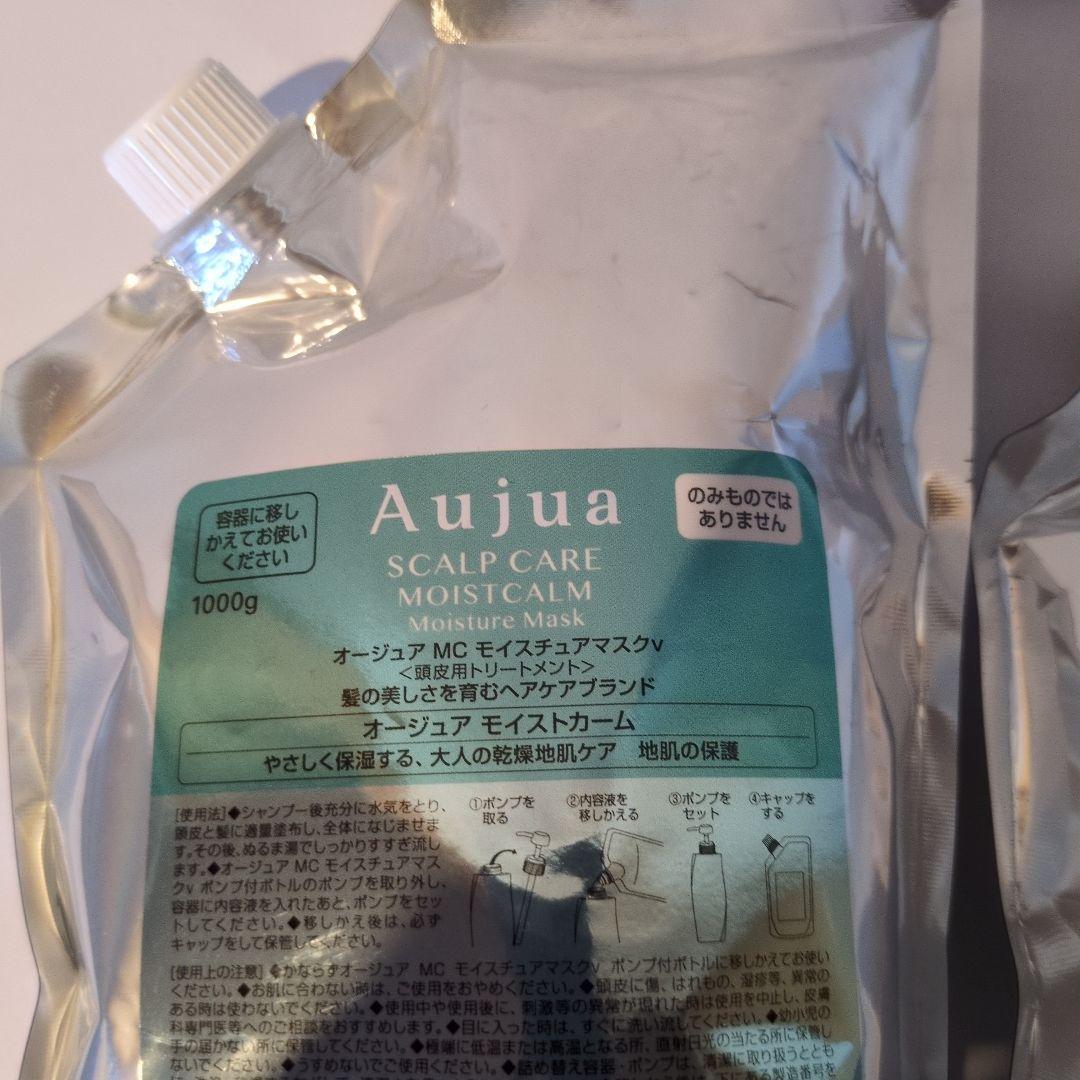 容器に移し
かえてお使い
ください
Aujua
のみものでは
ありません
SCALP CARE
MOISTCALM
Moisture Mask
1000g
オージュア MC モイスチュアマスクv
<頭皮用トリートメント>
髪の美しさを育むヘアケアブランド
オージュア モイストカーム
やさしく保湿する、大人の乾燥地肌ケア 地肌の保護
[使用法]◆シャンプー後充分に水気をとり、
頭皮と髪に適量塗布し、全体になじませま
す。その後、ぬるま湯でしっかりすすぎ流し
ます。◆オージュア MC モイスチュアマス
クv ポンプ付ボトルのポンプを取り外し、
容器に内容液を入れたあと、ポンプをセッ
トしてください。◆移しかえ後は、必ず
キャップをして保管してください。
①ポンプを
取る
②内容液を
移しかえる
③ポンプを
セット
④キャップを
する
[使用上の注意]◆かならずオージュア MC モイスチュアマスクv ポンプ付ボトルに移しかえてお使い
ください。◆お肌に合わない時は、ご使用をおやめください。◆頭皮に傷、はれもの、湿疹等、異常の
ある時は使わないでください。◆使用中や使用後に、刺激等の異常が現れた時は使用を中止し、皮膚
科専門医等へのご相談をおすすめします。◆目に入った時は、すぐに洗い流してください。◆幼小児の
手の届かない所に保管してください。◆極端に低温または高温となる所、直射日光の当たる所に保管し
ないでください。◆うすめないでご使用ください。◆詰め替え容器・ポンプは、清潔に取り扱うととも
下にある製造番号を